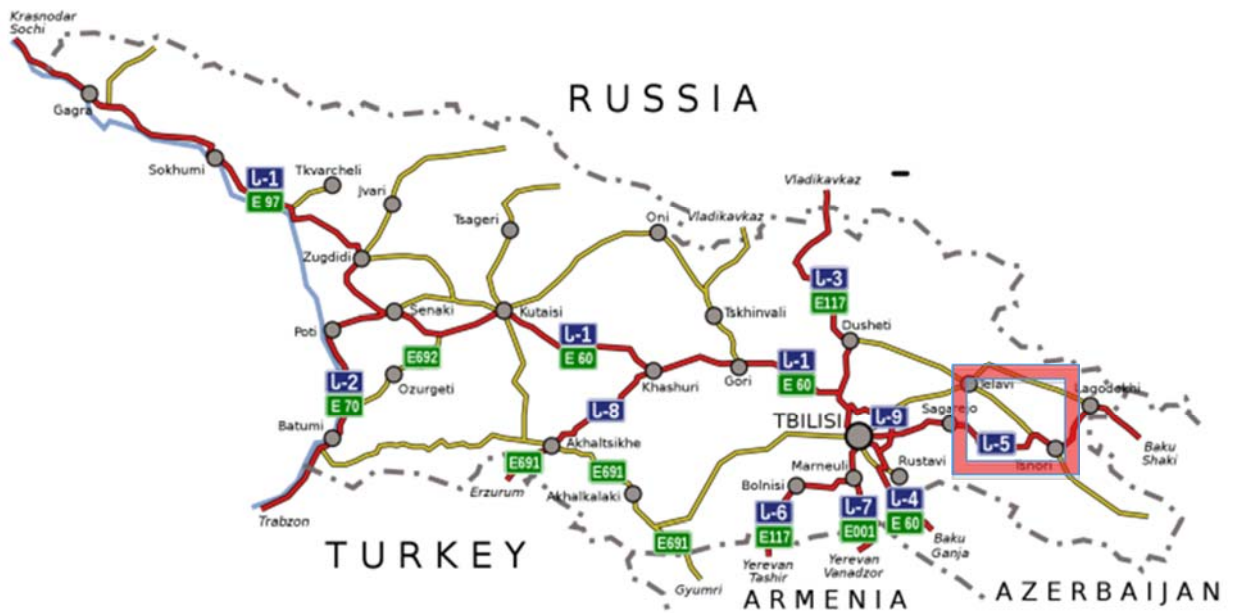 Krasnodar
Sochi
RUSSIA
Gagra
Sokhumi
Tkvarcheli
ს-1
E 97
Jvari
Vladikavkaz
Tsageri
Oni
Vladikavkaz
Zugdidi
ს-3
E117
Poti
Senaki
Kutaisi
Tskhinvali
Dusheti
ს-1
E 60
E692
ს-1
E 60
Khashuri
Gori
ს-2
E 70
Ozurgeti
Telavi
Lagodekhi
ს-8
ს-9
Sagarejo
Batumi
TBILISI
Akhaltsikhe
ს-5
Baku
Shaki
E691
E691
Marneuli
Rustavi
Tsnori
Erzurum
Akhalkalaki
Bolnisi
Trabzon
ს-6
E117
ს-7
E001
ს-4
E 60
TURKEY
E691
Baku
Ganja
Yerevan
Tashir
Yerevan
Vanadzor
Gyumri
ARMENIA
AZERBAIJAN